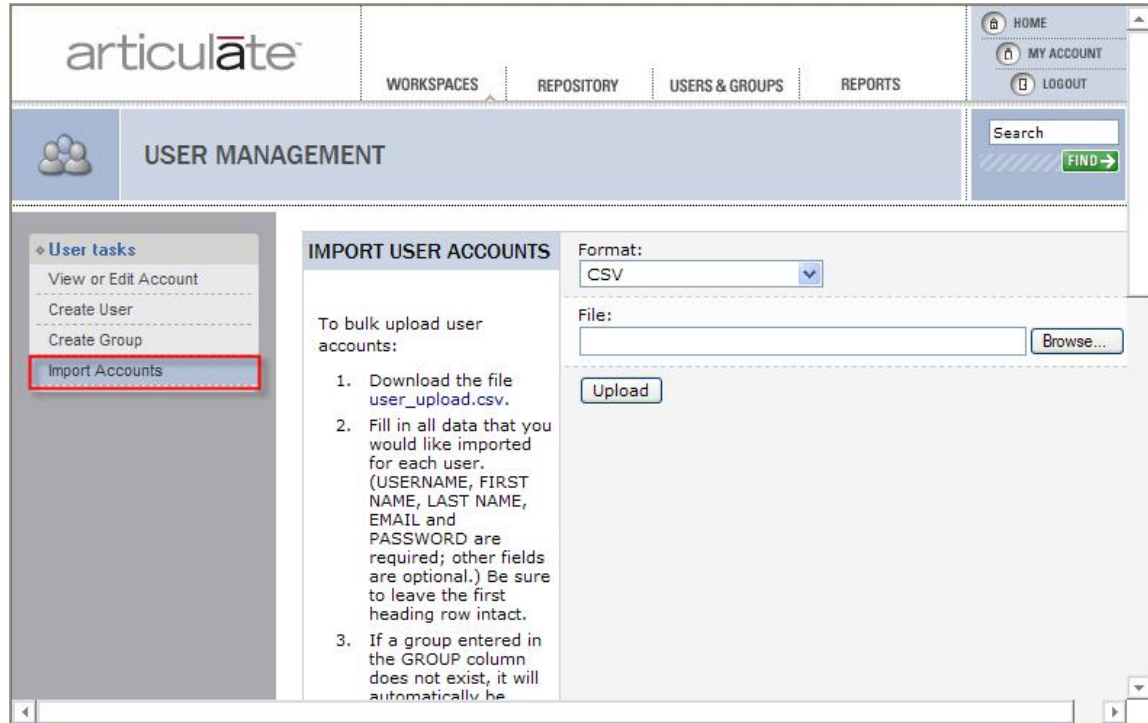 articulāte
WORKSPACES
REPOSITORY
USERS & GROUPS
REPORTS
HOME
MY ACCOUNT
LOGOUT
USER MANAGEMENT
Search
FIND
User tasks
View or Edit Account
Create User
Create Group
Import Accounts
IMPORT USER ACCOUNTS
To bulk upload user
accounts:
1. Download the file
user_upload.csv.
2. Fill in all data that you
would like imported
for each user.
(USERNAME, FIRST
NAME, LAST NAME,
EMAIL and
PASSWORD are
required; other fields
are optional.) Be sure
to leave the first
heading row intact.
3. If a group entered in
the GROUP column
does not exist, it will
automatically be
Format:
CSV
File:
Browse...
Upload